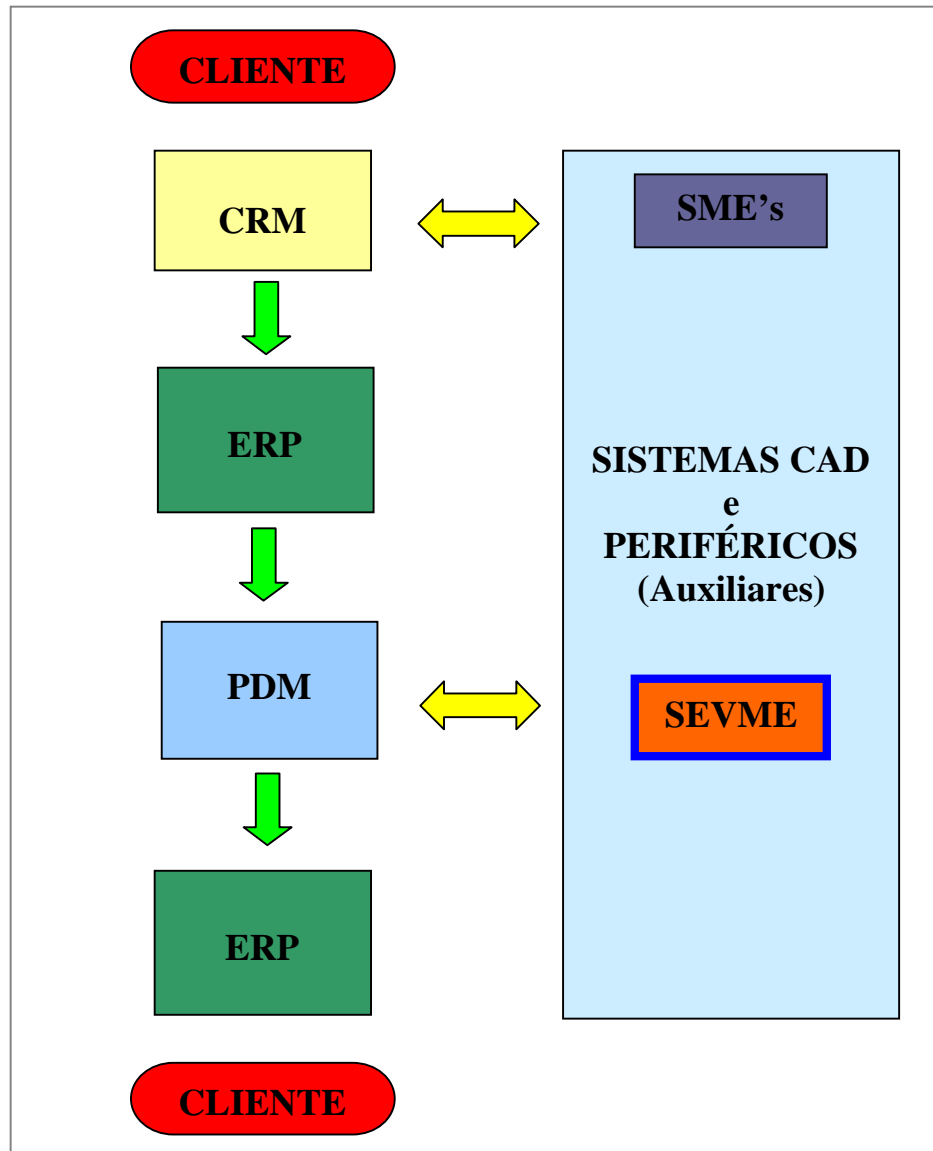 CLIENTE
CRM
ERP
PDM
ERP
CLIENTE
SME’s
SISTEMAS CAD
e
PERIFÉRICOS
(Auxiliares)
SEVME